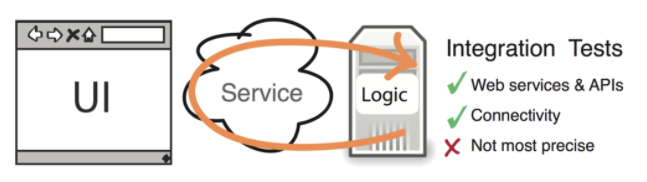 UI
Service
Logic
Integration Tests
Web services & APIs
Connectivity
Not most precise